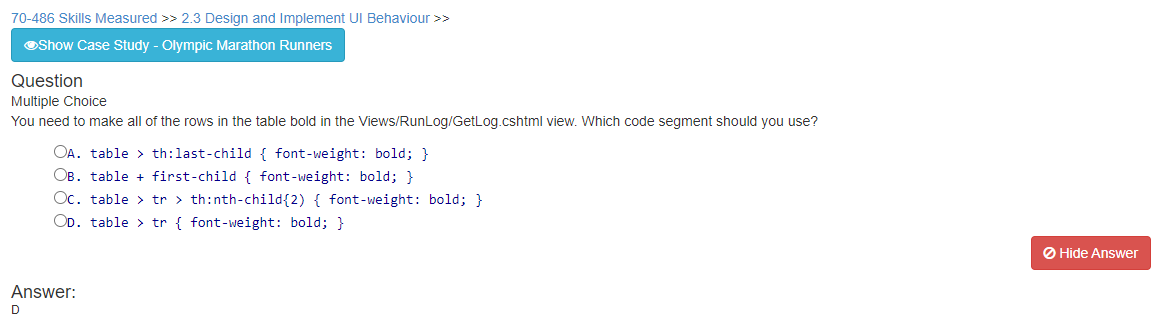 70-486 Skills Measured >> 2.3 Design and Implement UI Behaviour >>
Show Case Study - Olympic Marathon Runners
Question
Multiple Choice
You need to make all of the rows in the table bold in the Views/RunLog/GetLog.cshtml view. Which code segment should you use?
A. table > th:last-child { font-weight: bold; }
B. table + first-child { font-weight: bold; }
C. table > tr > th:nth-child{2) { font-weight: bold; }
D. table > tr { font-weight: bold; }
Hide Answer
Answer:
D